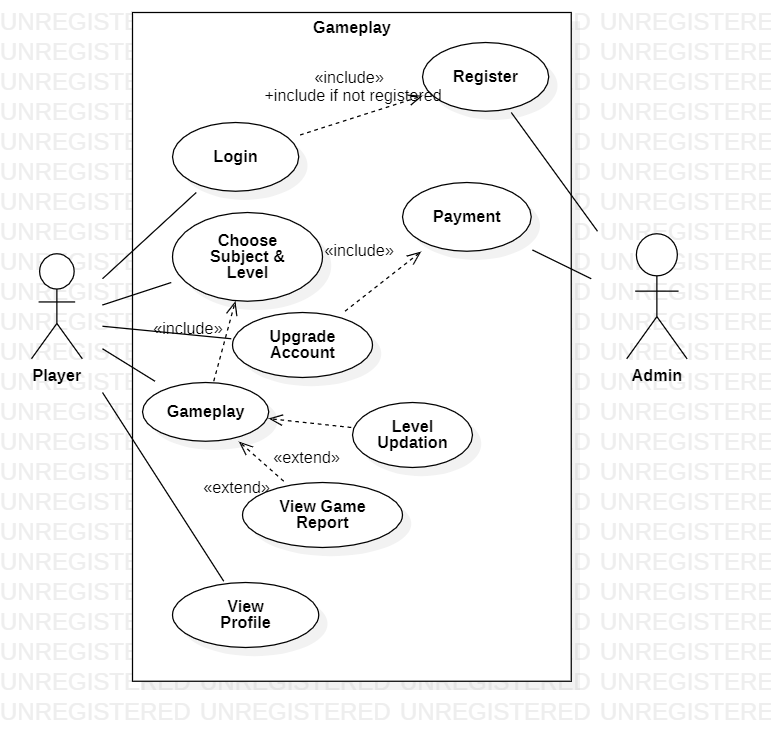 Gameplay
«include»
+include if not registered
Register
Login
Payment
Choose
Subject &
Level
«include»
«include»
Upgrade
Account
Player
Admin
Gameplay
Level
Updation
«extend»
«extend»
View Game
Report
View
Profile
UNREGISTERED UNREGISTERED UNREGISTERED UNREGISTERED